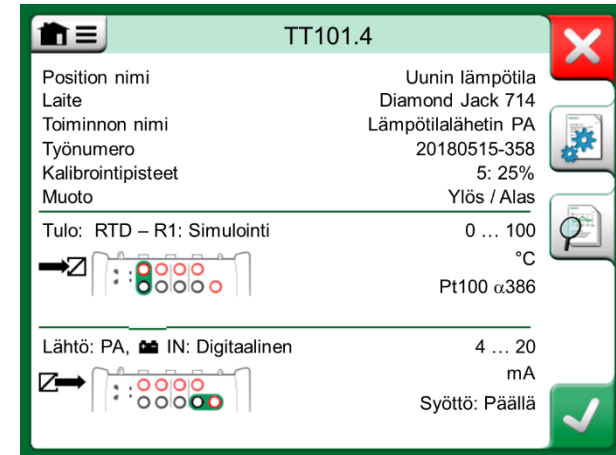 TT101.4
Position nimi Uunin lämpötila
Laite Diamond Jack 714
Toiminnon nimi Lämpötilalähetin PA
Työnumero 20180515-358
Kalibrointipisteet 5: 25%
Muoto Ylös / Alas
Tulo: RTD – R1: Simulointi 0 … 100
°C
Pt100 α386
Lähtö: PA, IN: Digitaalinen 4 … 20
mA
Syöttö: Päällä